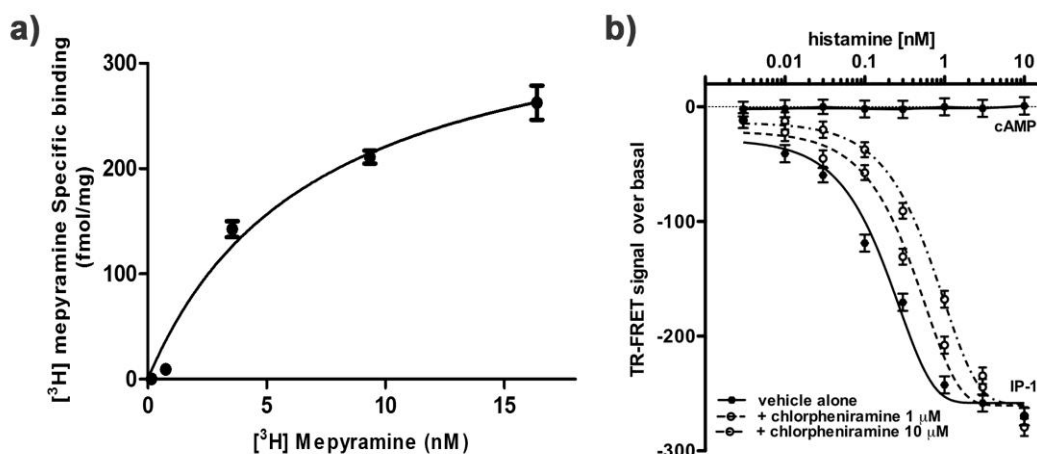 a)
[³H] mepyramine Specific binding
(fmol/mg)
300
200
100
0
0
5
10
15
[³H] Mepyramine (nM)
b)
histamine [nM]
0.01
0.1
1
10
TR-FRET signal over basal
0
-100
-200
-300
cAMP
IP-1
vehicle alone
+ chlorpheniramine 1 µM
+ chlorpheniramine 10 µM